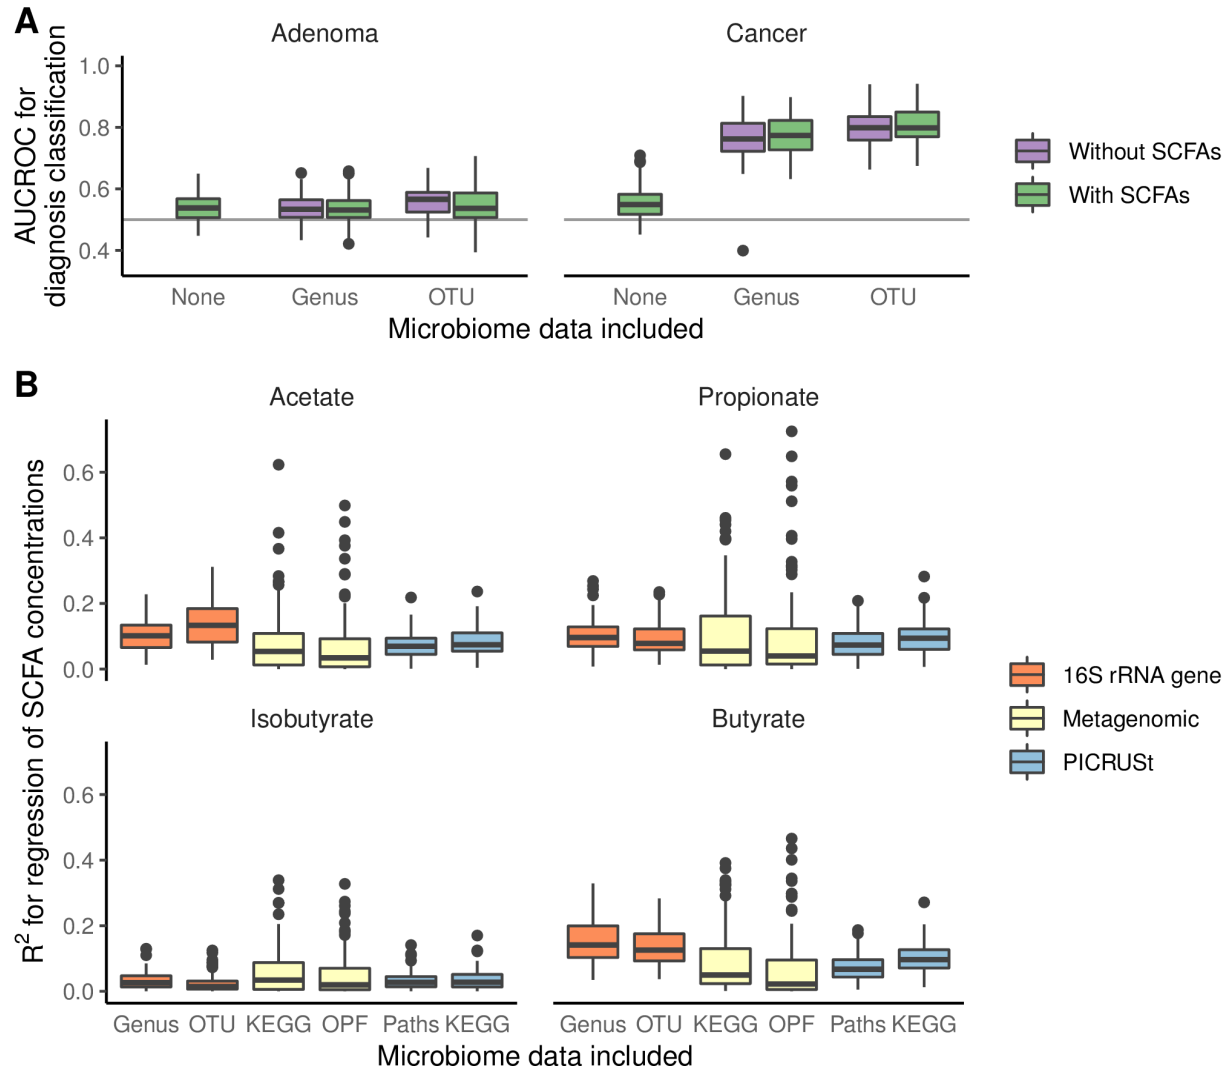 A
Adenoma
Cancer
AUCROC for
diagnosis classification
1.0
0.8
0.6
0.4
None
Genus
OTU
None
Genus
OTU
Microbiome data included
Without SCFAs
With SCFAs
B
Acetate
Propionate
R² for regression of SCFA concentrations
0.6
0.4
0.2
0.0
Isobutyrate
Butyrate
0.6
0.4
0.2
0.0
Genus OTU KEGG OPF Paths KEGG
Genus OTU KEGG OPF Paths KEGG
Microbiome data included
16S rRNA gene
Metagenomic
PICRUSt